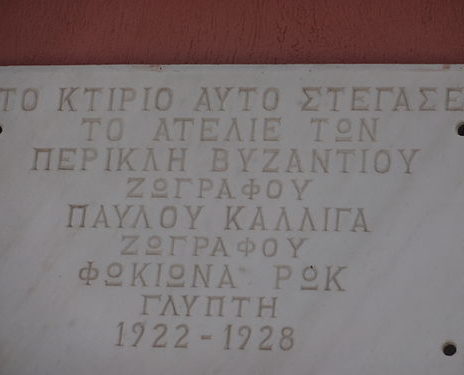 ΤΟ ΚΤΙΡΙΟ ΑΥΤΟ ΣΤΕΓΑΣΕ
ΤΟ ΑΤΕΛΙΕ ΤΩΝ
ΠΕΡΙΚΛΗ ΒΥΖΑΝΤΙΟΥ
ΖΩΓΡΑΦΟΥ
ΠΑΥΛΟΥ ΚΑΛΛΙΓΑ
ΖΩΓΡΑΦΟΥ
ΦΩΚΙΩΝΑ ΡΩΚ
ΓΛΥΠΤΗ
1922-1928